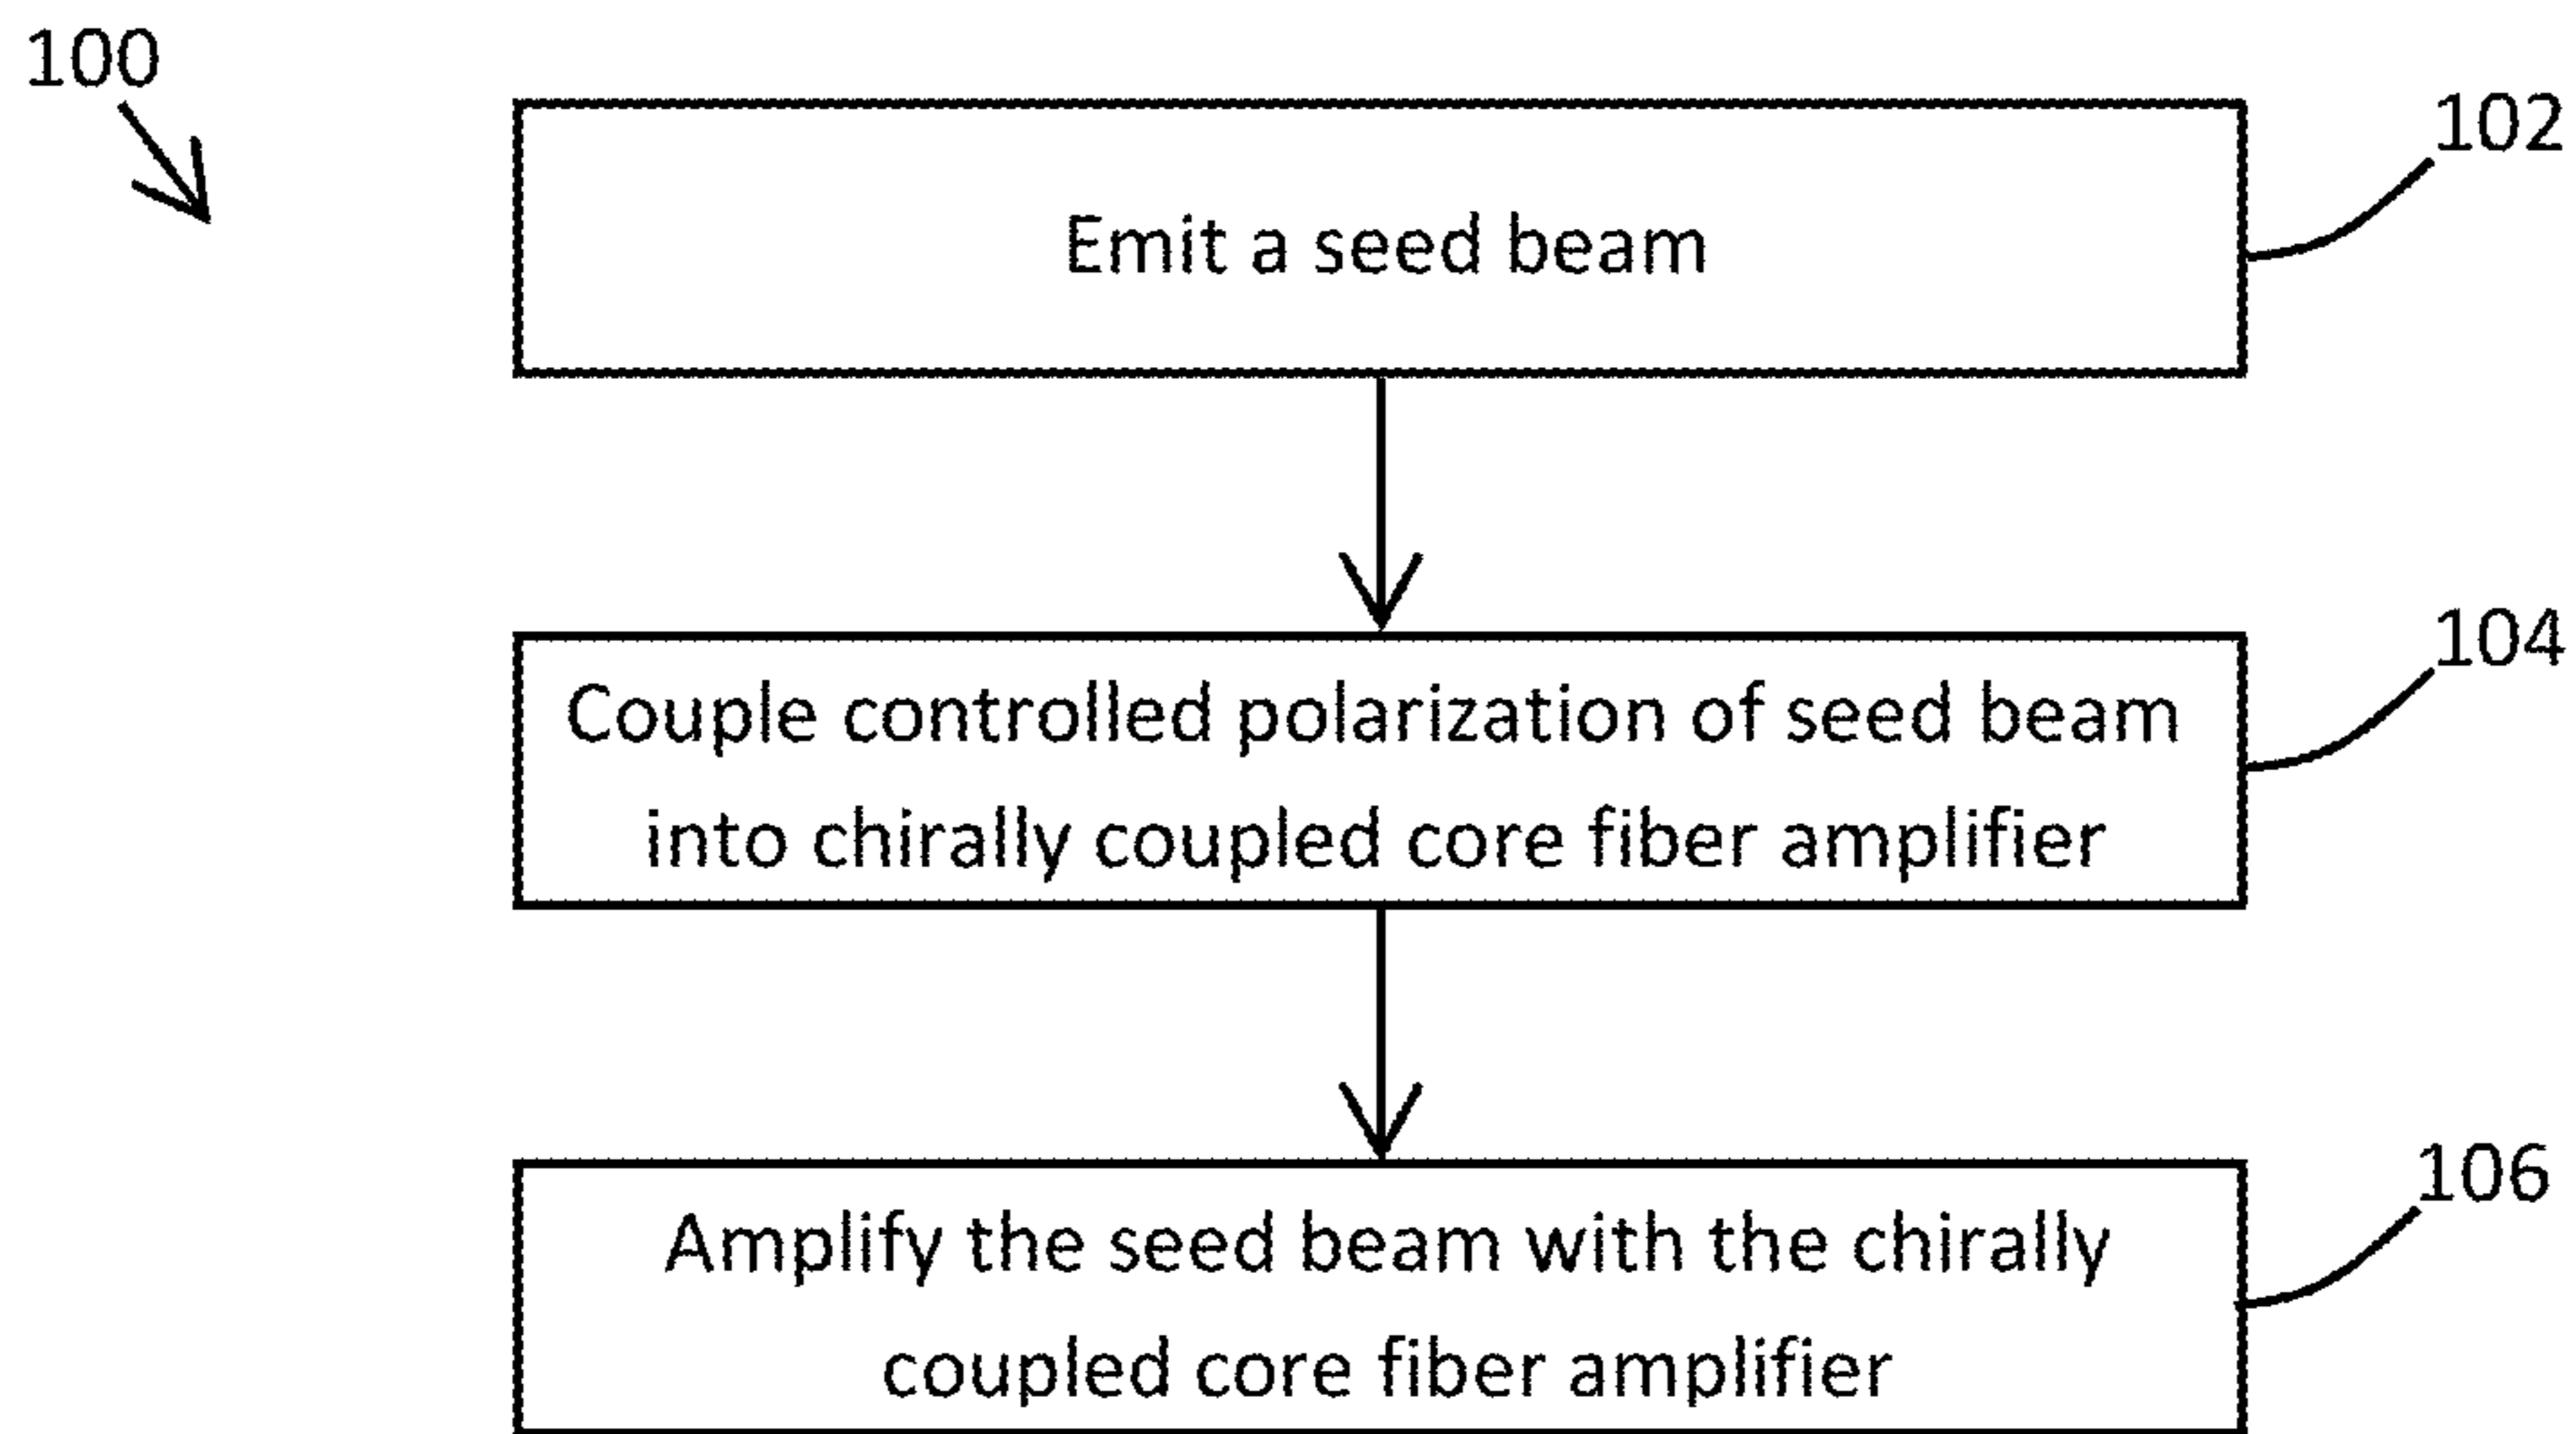 100
102
Emit a seed beam
104
Couple controlled polarization of seed beam
into chirally coupled core fiber amplifier
106
Amplify the seed beam with the chirally
coupled core fiber amplifier